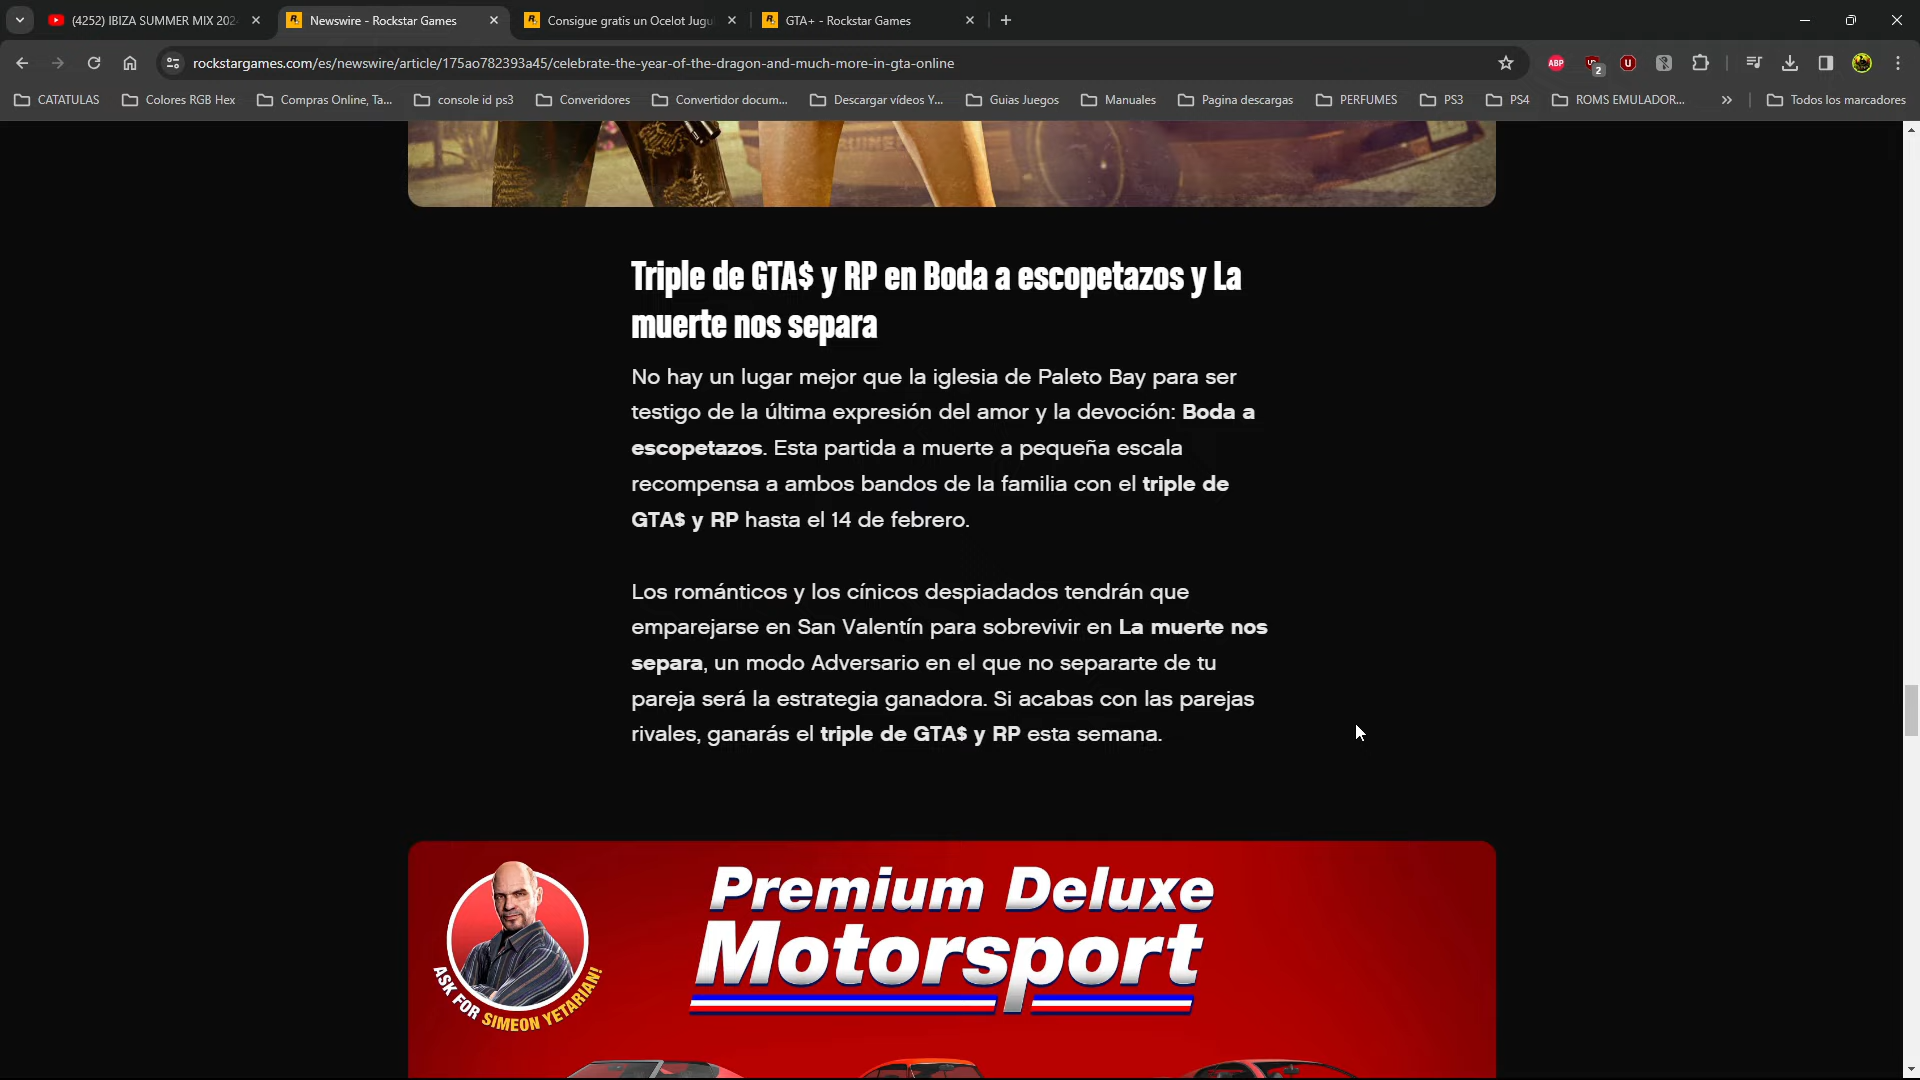 (4252) IBIZA SUMMER MIX 202
Newswire - Rockstar Games
Consigue gratis un Ocelot Jugul
GTA+ - Rockstar Games
rockstargames.com/es/newswire/article/175ao782393a45/celebrate-the-year-of-the-dragon-and-much-more-in-gta-online
ABP
2
CATATULAS
Colores RGB Hex
Compras Online, Ta...
console id ps3
Converidores
Convertidor docum...
Descargar vídeos Y...
Guias Juegos
Manuales
Pagina descargas
PERFUMES
PS3
PS4
ROMS EMULADOR...
»
Todos los marcadores
Triple de GTA$ y RP en Boda a escopetazos y La
muerte nos separa
No hay un lugar mejor que la iglesia de Paleto Bay para ser
testigo de la última expresión del amor y la devoción: Boda a
escopetazos. Esta partida a muerte a pequeña escala
recompensa a ambos bandos de la familia con el triple de
GTA$ y RP hasta el 14 de febrero.
Los románticos y los cínicos despiadados tendrán que
emparejarse en San Valentín para sobrevivir en La muerte nos
separa, un modo Adversario en el que no separarte de tu
pareja será la estrategia ganadora. Si acabas con las parejas
rivales, ganarás el triple de GTA$ y RP esta semana.
Premium Deluxe
Motorsport
ASK FOR SIMEON YETARIAN!